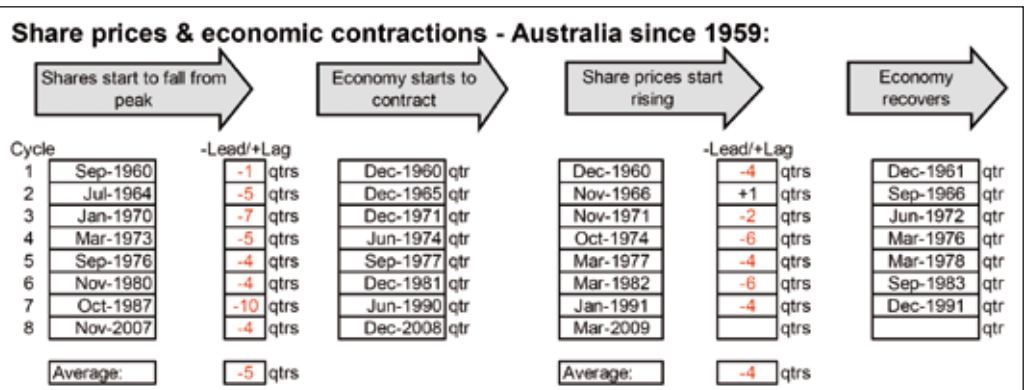 Share prices & economic contractions - Australia since 1959:
Shares start to fall from peak
Economy starts to contract
Share prices start rising
Economy recovers
Cycle -Lead/+Lag -Lead/+Lag
1 Sep-1960 -1 qtrs Dec-1960 qtr Dec-1960 -4 qtrs Dec-1961 qtr
2 Jul-1964 -5 qtrs Dec-1965 qtr Nov-1966 +1 qtrs Sep-1966 qtr
3 Jan-1970 -7 qtrs Dec-1971 qtr Nov-1971 -2 qtrs Jun-1972 qtr
4 Mar-1973 -5 qtrs Jun-1974 qtr Oct-1974 -6 qtrs Mar-1976 qtr
5 Sep-1976 -4 qtrs Sep-1977 qtr Mar-1977 -4 qtrs Mar-1978 qtr
6 Nov-1980 -4 qtrs Dec-1981 qtr Mar-1982 -6 qtrs Sep-1983 qtr
7 Oct-1987 -10 qtrs Jun-1990 qtr Jan-1991 -4 qtrs Dec-1991 qtr
8 Nov-2007 -4 qtrs Dec-2008 qtr Mar-2009 qtrs qtr
Average: -5 qtrs Average: -4 qtrs